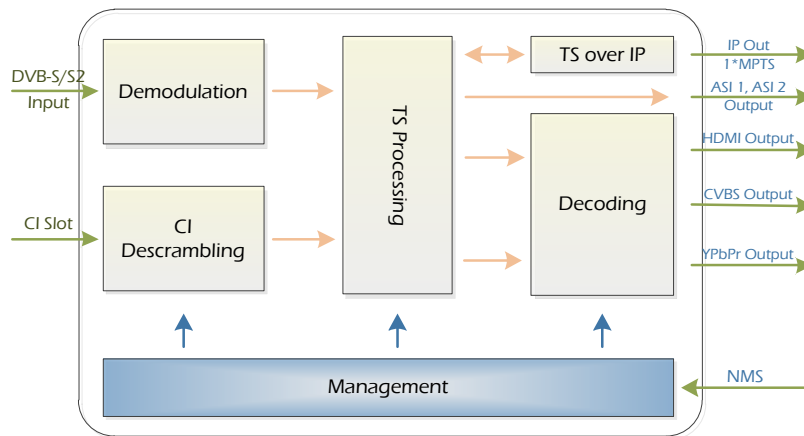 DVB-S/S2
Input
Demodulation
TS Processing
TS over IP
IP Out
1*MPTS
ASI 1, ASI 2
Output
HDMI Output
CI Slot
CI
Descrambling
Decoding
CVBS Output
YPbPr Output
Management
NMS